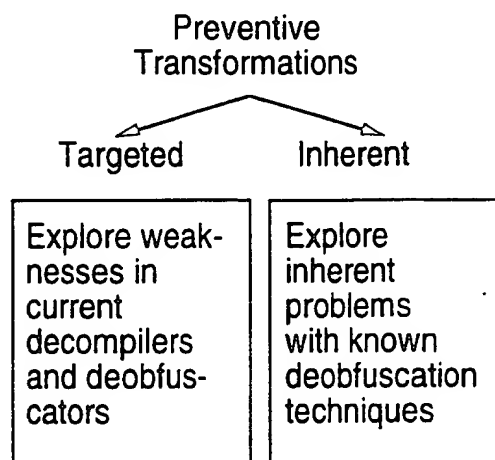 Preventive
Transformations
Targeted
Inherent
Explore weak-
nesses in
current
decompilers
and deobfus-
cators
Explore
inherent
problems
with known
deobfuscation
techniques